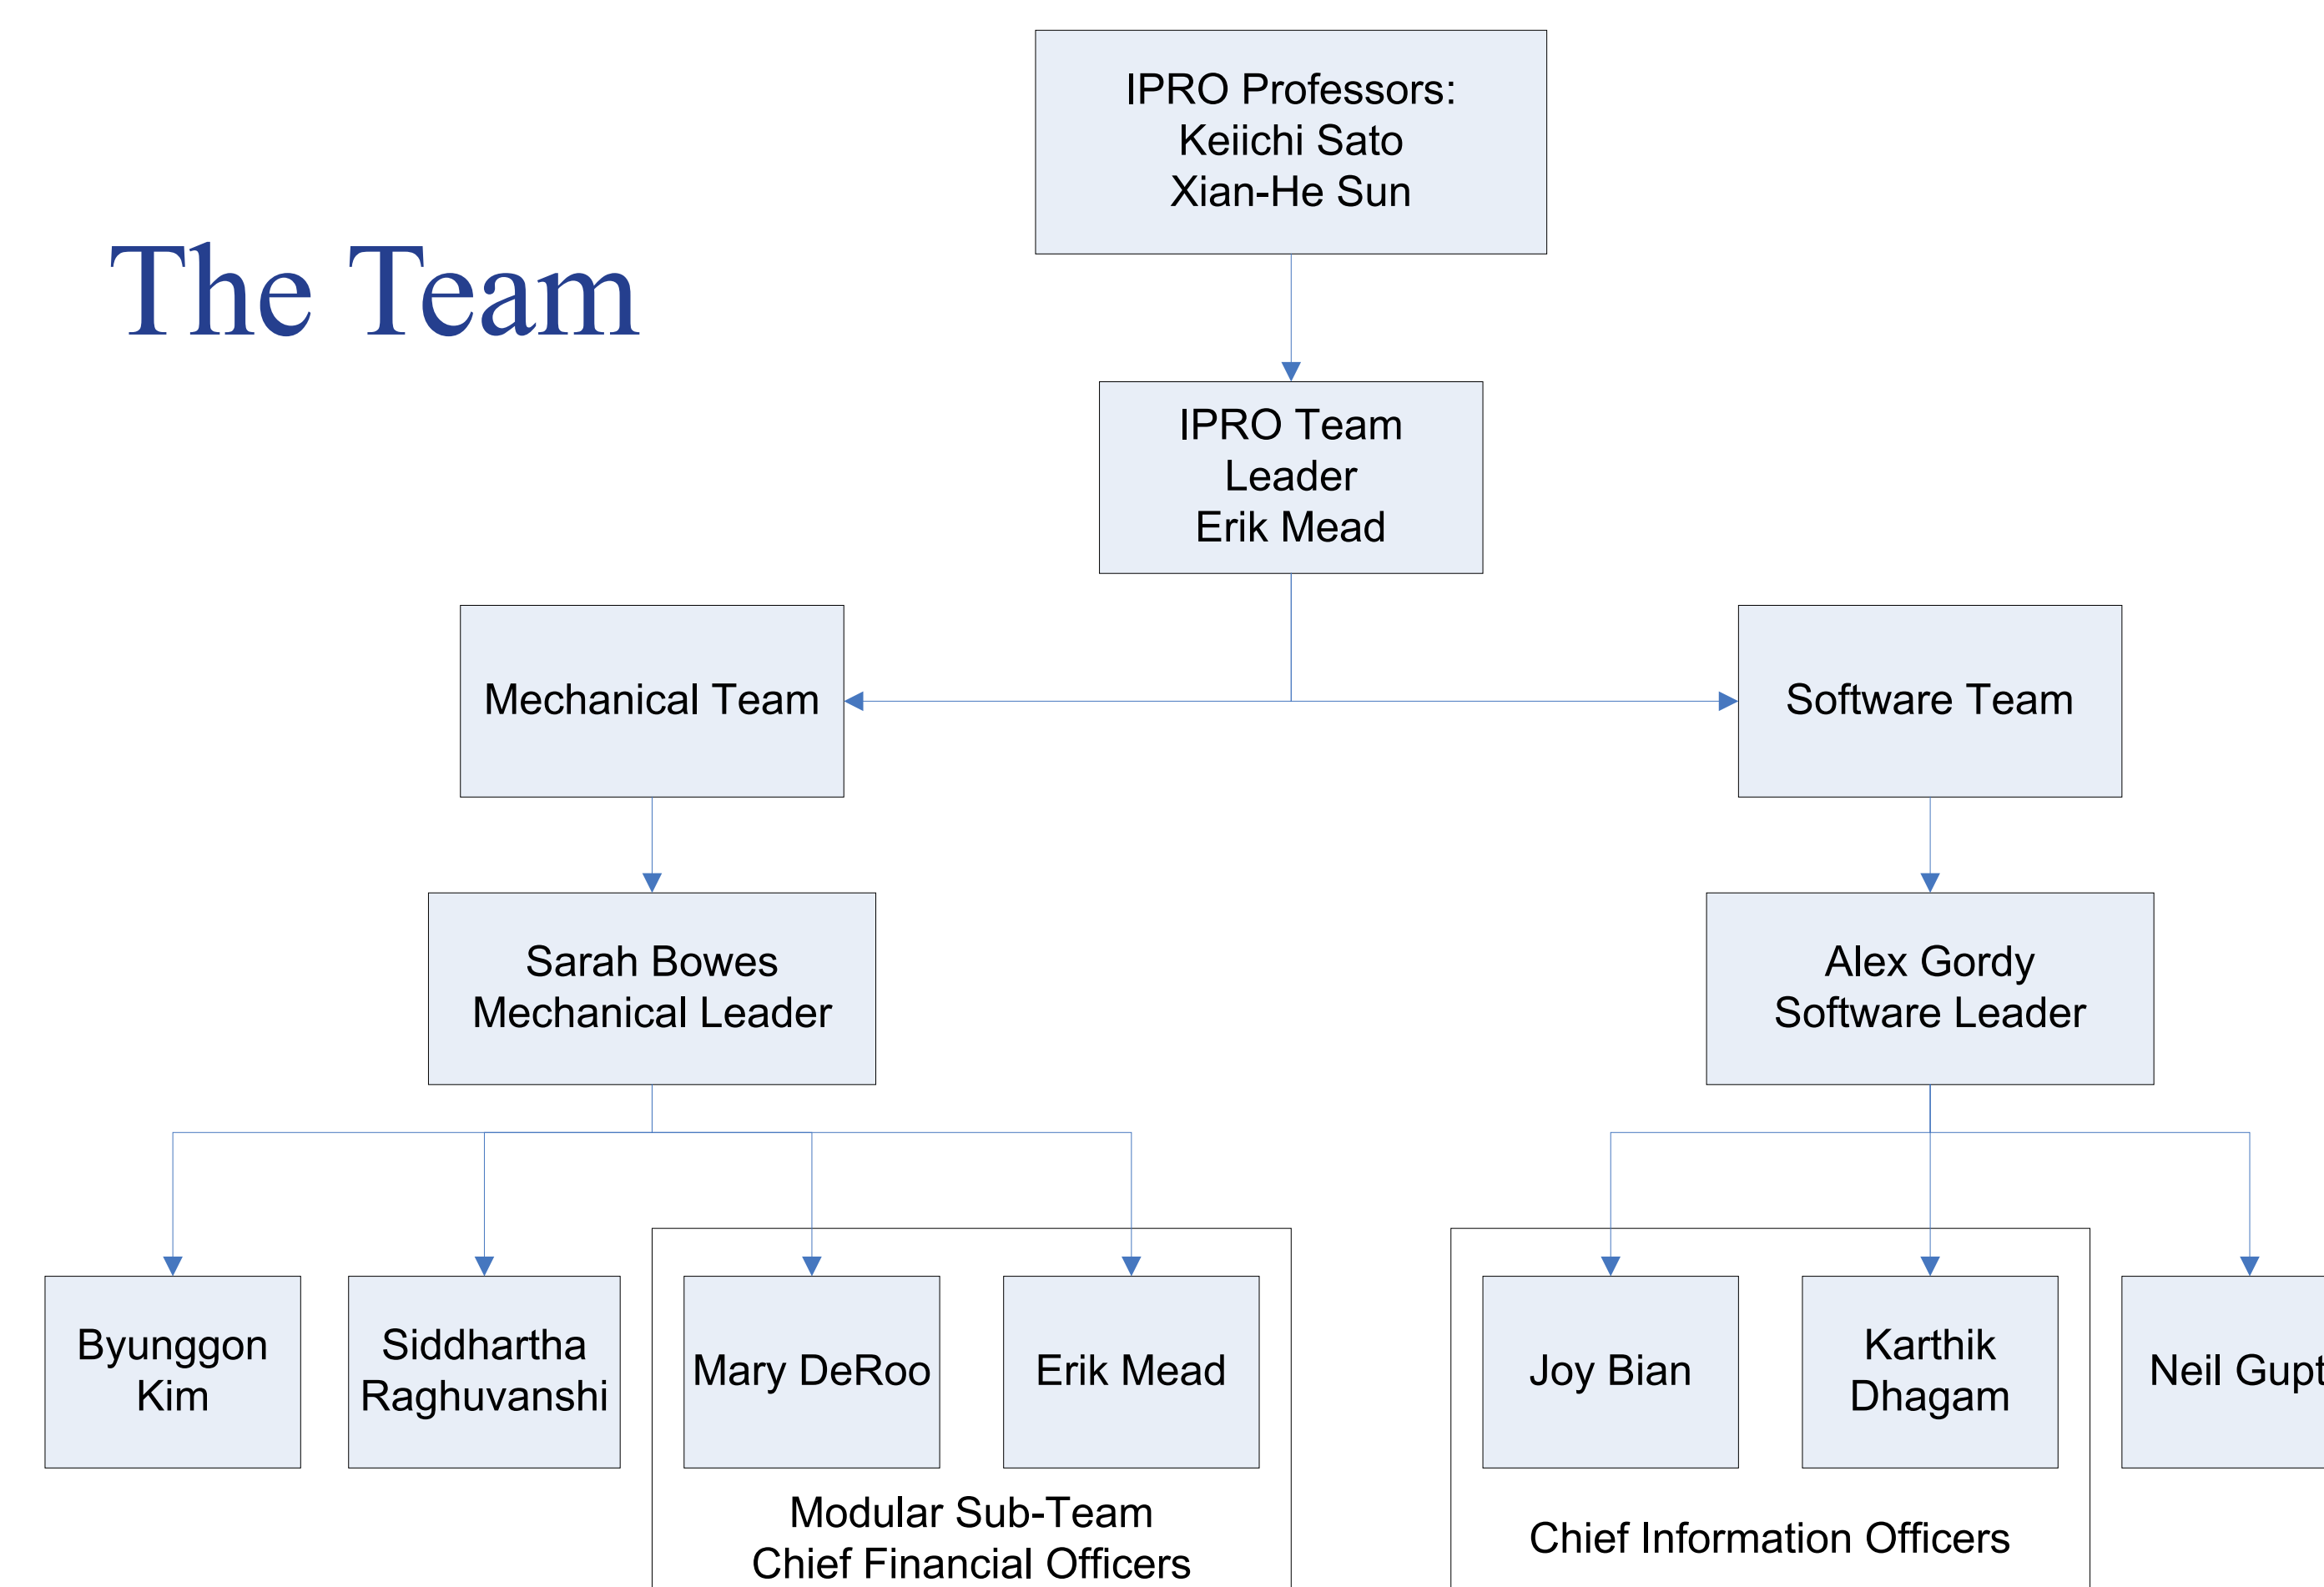 The Team
IPRO Professors:
Keiichi Sato
Xian-He Sun
IPRO Team
Leader
Erik Mead
Mechanical Team
Software Team
Sarah Bowes
Mechanical Leader
Alex Gordy
Software Leader
Byunggon
Kim
Siddhartha
Raghuvanshi
Mary DeRoo
Erik Mead
Joy Bian
Karthik
Dhagam
Neil
Modular Sub-Team
Chief Financial Officers
Chief Information Officers